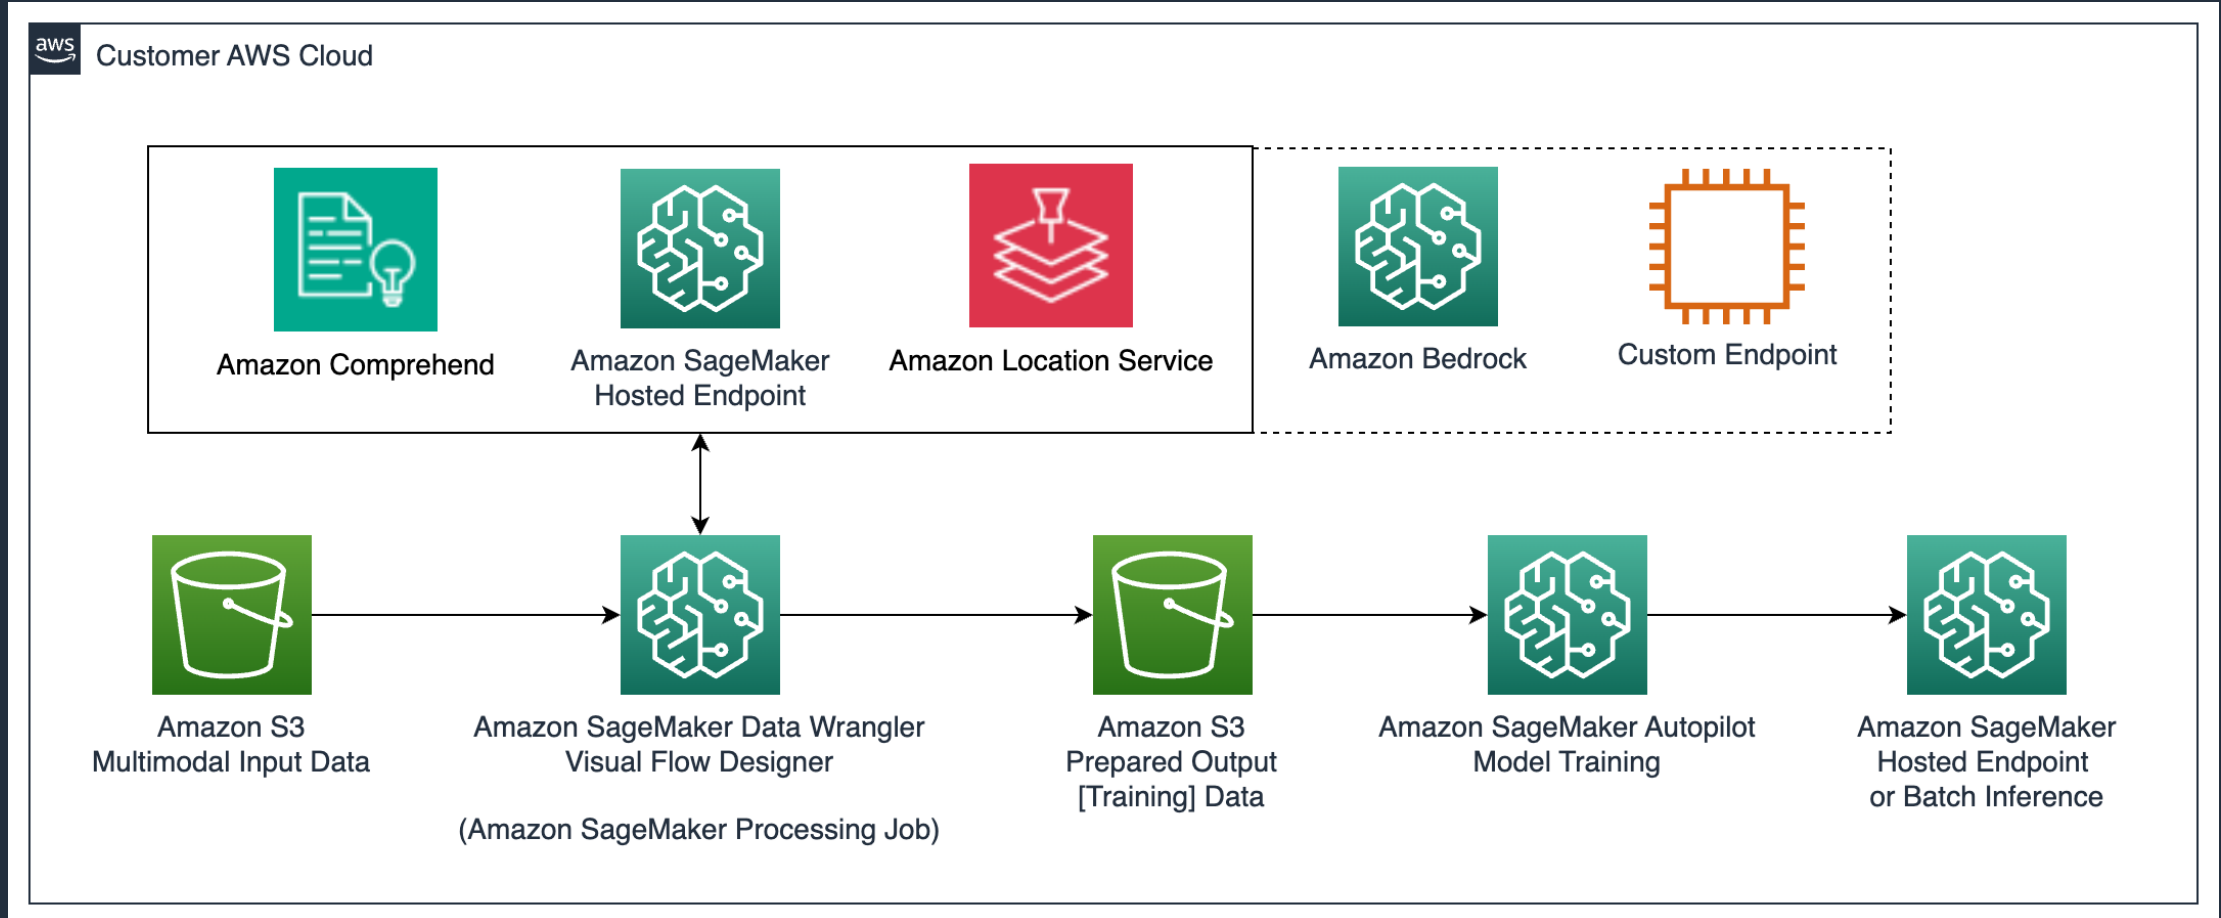 aws
Customer AWS Cloud
Amazon Comprehend
Amazon SageMaker
Hosted Endpoint
Amazon Location Service
Amazon Bedrock
Custom Endpoint
Amazon S3
Multimodal Input Data
Amazon SageMaker Data Wrangler
Visual Flow Designer
(Amazon SageMaker Processing Job)
Amazon S3
Prepared Output
[Training] Data
Amazon SageMaker Autopilot
Model Training
Amazon SageMaker
Hosted Endpoint
or Batch Inference